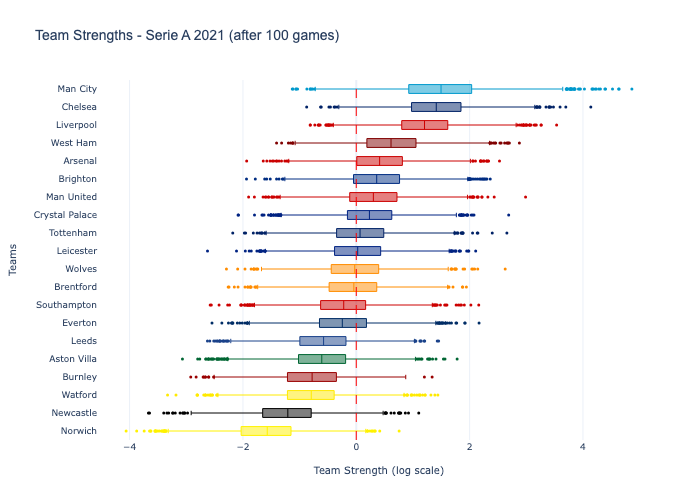 Team Strengths - Serie A 2021 (after 100 games)
Man City
Chelsea
Liverpool
West Ham
Arsenal
Brighton
Man United
Crystal Palace
Tottenham
Leicester
Wolves
Brentford
Southampton
Everton
Leeds
Aston Villa
Burnley
Watford
Newcastle
Norwich
Teams
−4 −2 0 2 4
Team Strength (log scale)